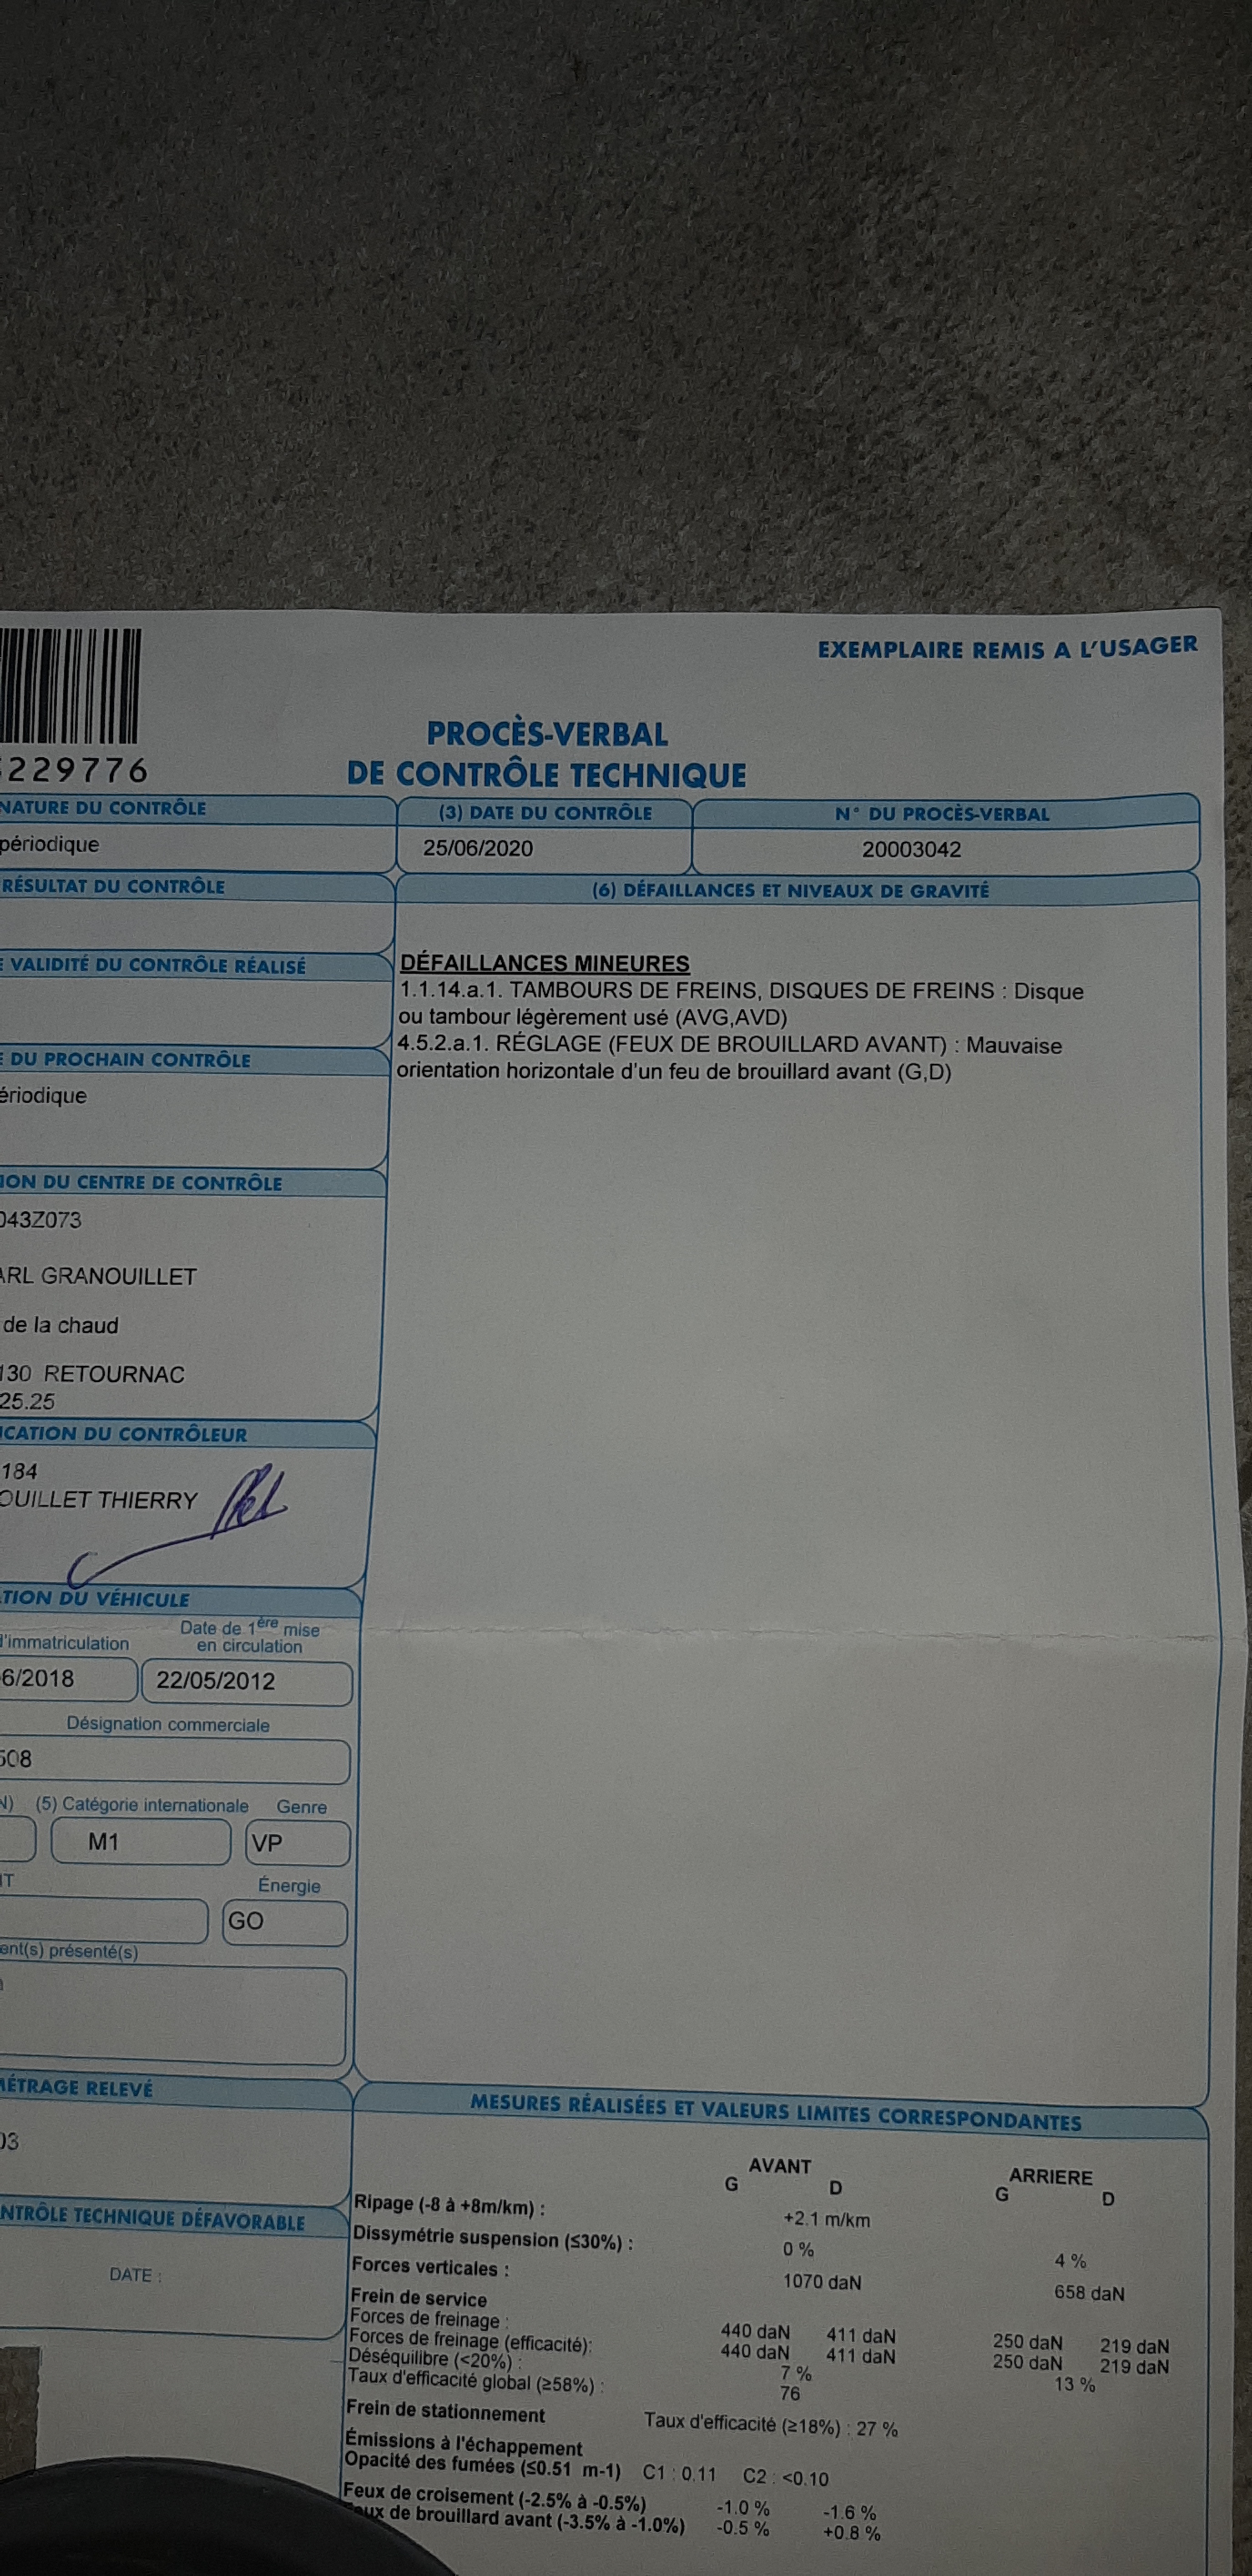 EXEMPLAIRE REMIS A L'USAGER
229776
PROCÈS-VERBAL
DE CONTRÔLE TECHNIQUE
NATURE DU CONTRÔLE
(3) DATE DU CONTRÔLE
N° DU PROCÈS-VERBAL
périodique
25/06/2020
20003042
RÉSULTAT DU CONTRÔLE
(6) DÉFAILLANCES ET NIVEAUX DE GRAVITÉ
VALIDITÉ DU CONTRÔLE RÉALISÉ
DÉFAILLANCES MINEURES
1.1.14.a.1. TAMBOURS DE FREINS, DISQUES DE FREINS : Disque
ou tambour légèrement usé (AVG,AVD)
4.5.2.a.1. RÉGLAGE (FEUX DE BROUILLARD AVANT) : Mauvaise
orientation horizontale d'un feu de brouillard avant (G,D)
DU PROCHAIN CONTRÔLE
ériodique
ION DU CENTRE DE CONTRÔLE
043Z073
ARL GRANOUILLET
de la chaud
130 RETOURNAC
25.25
ICATION DU CONTRÔLEUR
184
OUILLET THIERRY
TION DU VÉHICULE
d'immatriculation
Date de 1ère mise
en circulation
6/2018
22/05/2012
Désignation commerciale
508
N) (5) Catégorie internationale Genre
M1
VP
Énergie
GO
ent(s) présenté(s)
MÉTRAGE RELEVÉ
03
NTRÔLE TECHNIQUE DÉFAVORABLE
DATE :
MESURES RÉALISÉES ET VALEURS LIMITES CORRESPONDANTES
AVANT ARRIERE
G D G D
Ripage (-8 à +8m/km) : +2.1 m/km
Dissymétrie suspension (≤30%) : 0 % 4 %
Forces verticales : 1070 daN 658 daN
Frein de service
Forces de freinage : 440 daN 411 daN 250 daN 219 daN
Forces de freinage (efficacité): 440 daN 411 daN 250 daN 219 daN
Déséquilibre (<20%) : 7 % 13 %
Taux d'efficacité global (≥58%) : 76
Frein de stationnement Taux d'efficacité (≥18%) : 27 %
Émissions à l'échappement
Opacité des fumées (≤0.51 m-1) C1 : 0.11 C2 : <0.10
Feux de croisement (-2.5% à -0.5%) -1.0 % -1.6 %
eux de brouillard avant (-3.5% à -1.0%) -0.5 % +0.8 %